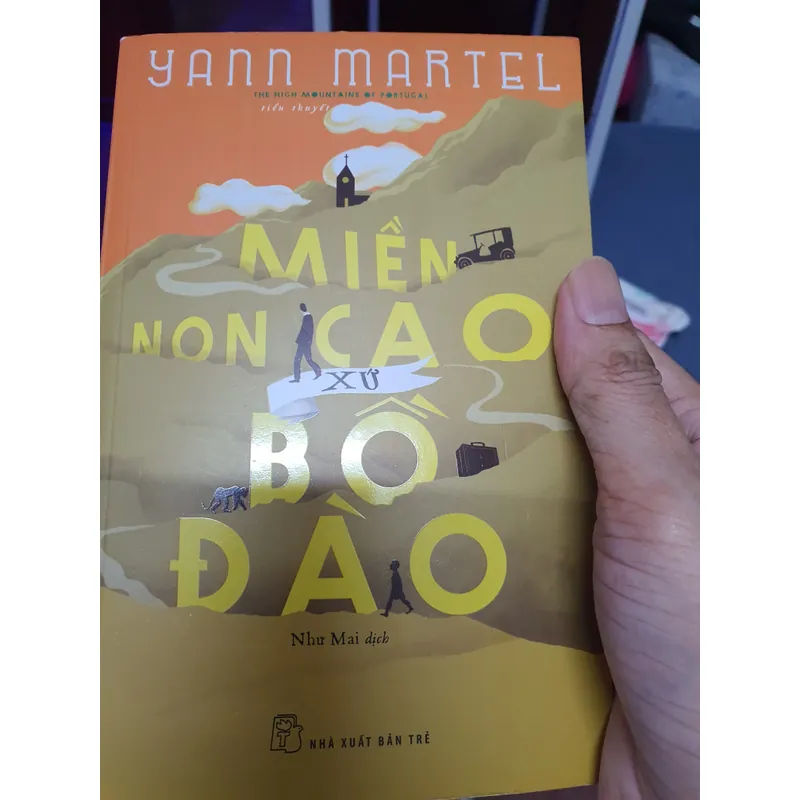 YANN MARTEL
THE HIGH MOUNTAINS OF PORTUGAL
tiểu thuyết
MIỀN
NON CAO
XỨ
BỒ
ĐÀO
Như Mai dịch
NHÀ XUẤT BẢN TRẺ